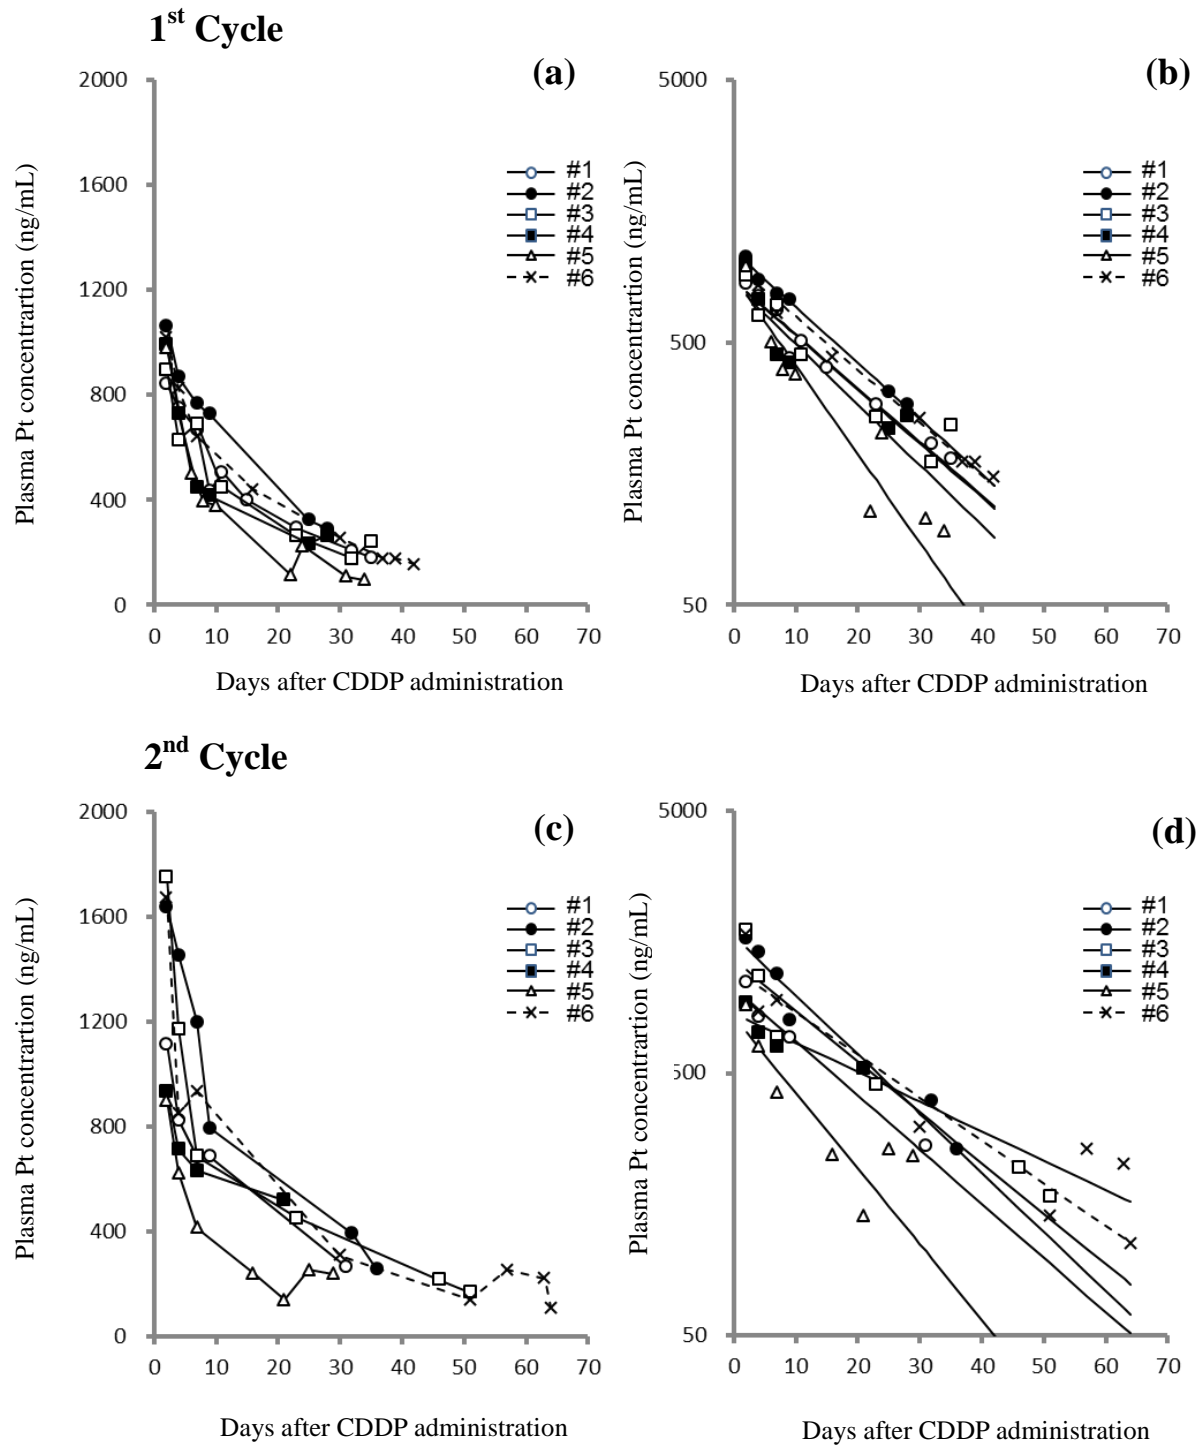 1st Cycle
(a)
2000
1600
1200
800
400
0
0 10 20 30 40 50 60 70
Plasma Pt concentrartion (ng/mL)
Days after CDDP administration
#1
#2
#3
#4
#5
#6
(b)
5000
500
50
0 10 20 30 40 50 60 70
Plasma Pt concentrartion (ng/mL)
Days after CDDP administration
#1
#2
#3
#4
#5
#6
2nd Cycle
(c)
2000
1600
1200
800
400
0
0 10 20 30 40 50 60 70
Plasma Pt concentrartion (ng/mL)
Days after CDDP administration
#1
#2
#3
#4
#5
#6
(d)
5000
500
50
0 10 20 30 40 50 60 70
Plasma Pt concentrartion (ng/mL)
Days after CDDP administration
#1
#2
#3
#4
#5
#6